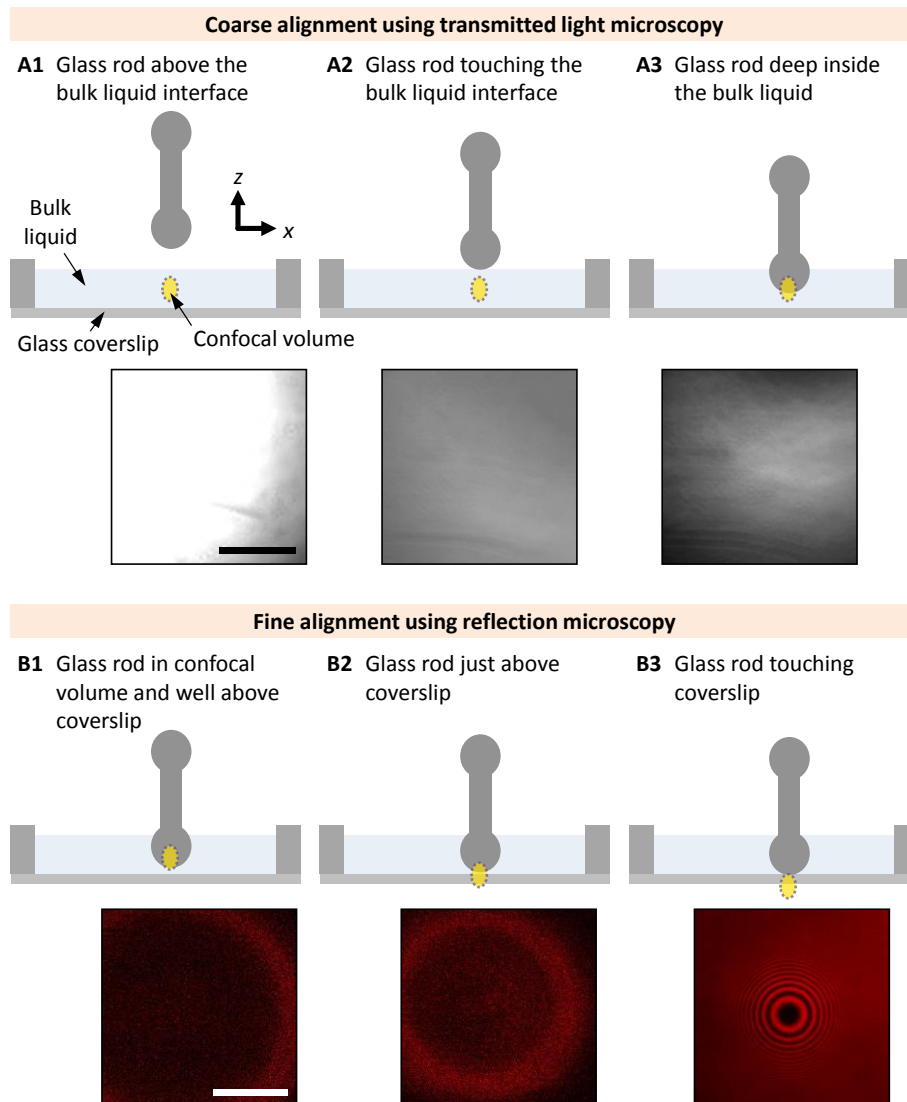 Coarse alignment using transmitted light microscopy
A1 Glass rod above the
bulk liquid interface
A2 Glass rod touching the
bulk liquid interface
A3 Glass rod deep inside
the bulk liquid
z
x
Bulk
liquid
Glass coverslip
Confocal volume
Fine alignment using reflection microscopy
B1 Glass rod in confocal
volume and well above
coverslip
B2 Glass rod just above
coverslip
B3 Glass rod touching
coverslip